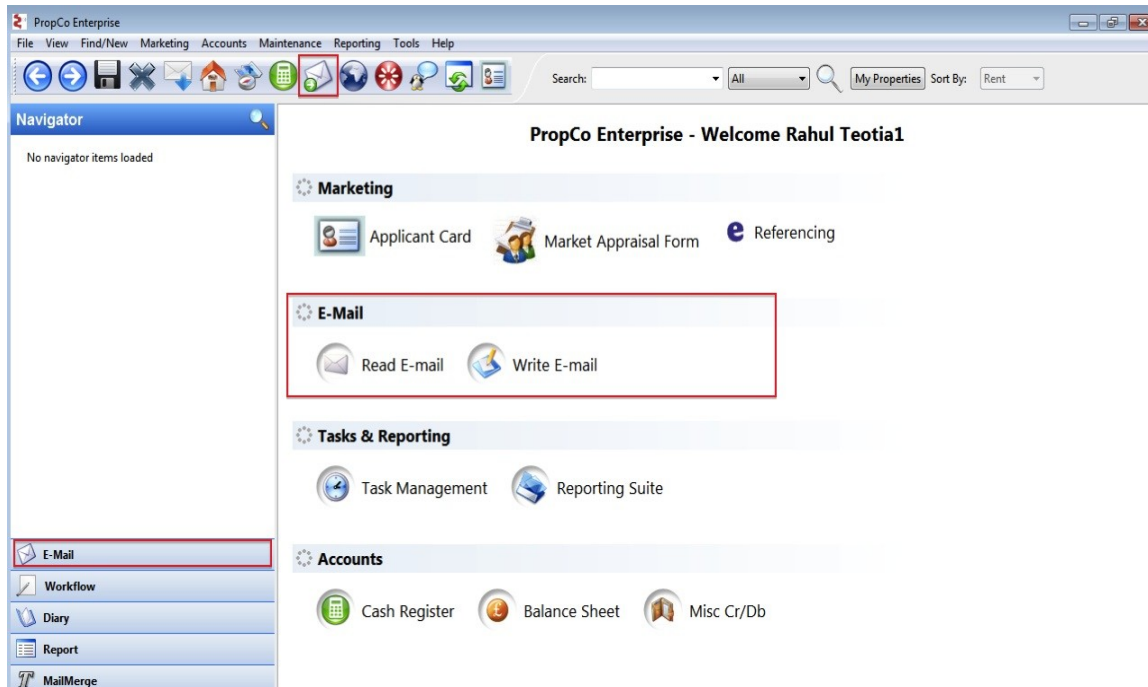 PropCo Enterprise
File View Find/New Marketing Accounts Maintenance Reporting Tools Help
Search: All My Properties Sort By: Rent
Navigator
No navigator items loaded
PropCo Enterprise - Welcome Rahul Teotia1
Marketing
Applicant Card Market Appraisal Form e Referencing
E-Mail
Read E-mail Write E-mail
Tasks & Reporting
Task Management Reporting Suite
Accounts
Cash Register £ Balance Sheet Misc Cr/Db
E-Mail
Workflow
Diary
Report
MailMerge